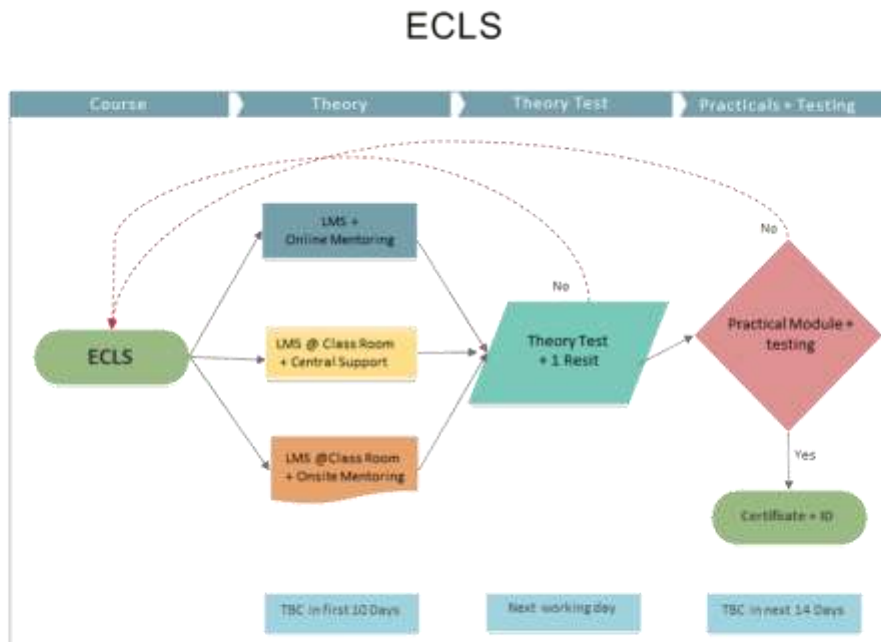 ECLS
Course
Theory
Theory Test
Practicals + Testing
No
LMS +
Online Mentoring
No
Practical Module +
testing
ECLS
LMS @ Class Room
+ Central Support
Theory Test
+ 1 Resit
LMS @Class Room
+ Onsite Mentoring
Yes
Certificate + ID
TBC in first 10 Days
Next working day
TBC in next 14 Days